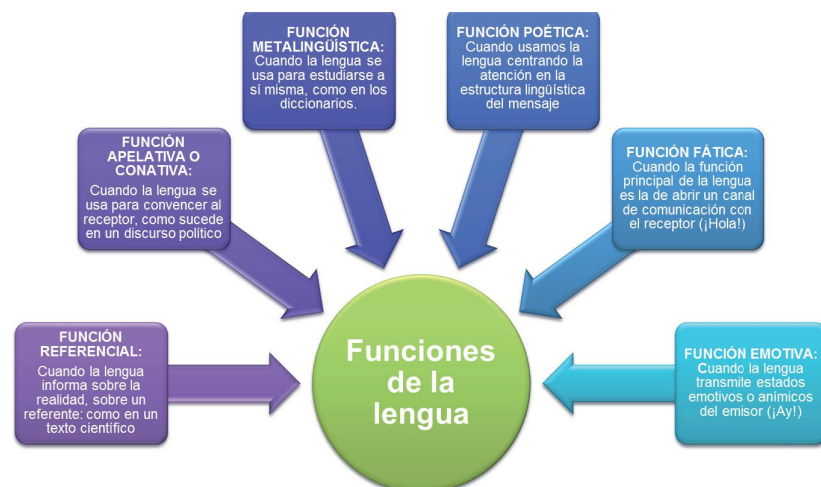 FUNCIÓN
METALINGÜÍSTICA:
Cuando la lengua se
usa para estudiarse a
sí misma, como en los
diccionarios.
FUNCIÓN POÉTICA:
Cuando usamos la
lengua centrando la
atención en la
estructura lingüística
del mensaje
FUNCIÓN
APELATIVA O
CONATIVA:
Cuando la lengua se
usa para convencer al
receptor, como sucede
en un discurso político
FUNCIÓN FÁTICA:
Cuando la función
principal de la lengua
es la de abrir un canal
de comunicación con
el receptor (¡Hola!)
FUNCIÓN
REFERENCIAL:
Cuando la lengua
informa sobre la
realidad, sobre un
referente: como en un
texto científico
Funciones
de la
lengua
FUNCIÓN EMOTIVA:
Cuando la lengua
transmite estados
emotivos o anímicos
del emisor (¡Ay!)